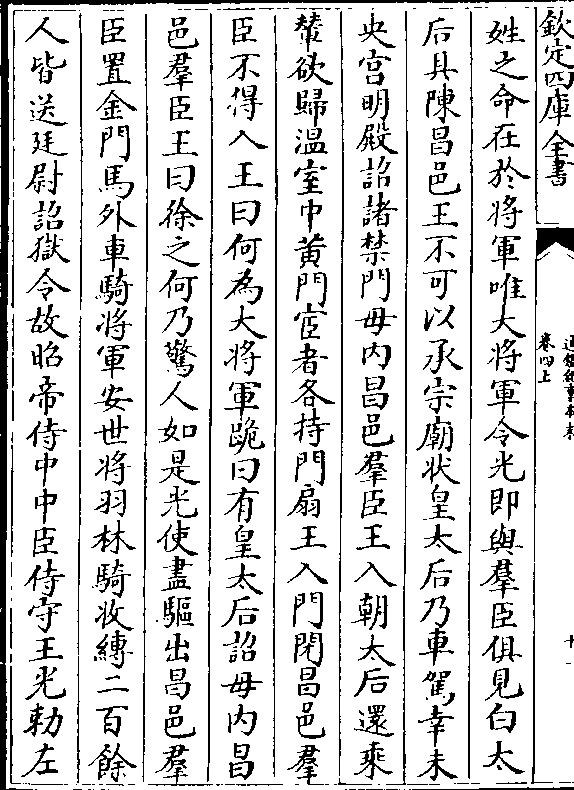 欽定四庫全書
通鑑紀事本末
卷四上
十一
姓之命在於將軍唯大將軍令光即與羣臣俱見白太
后具陳昌邑王不可以承宗廟狀皇太后乃車駕幸未
央宫明殿詔諸禁門毋内昌邑羣臣王入朝太后還乘
輦欲歸温室中黄門宦者各持門扇王入門閉昌邑羣
臣不得入王曰何為大將軍跪曰有皇太后詔毋内昌
邑羣臣王曰徐之何乃驚人如是光使盡驅出昌邑羣
臣置金門馬外車騎將軍安世將羽林騎收縛二百餘
人皆送廷尉詔獄令故昭帝侍中中臣侍守王光勅左